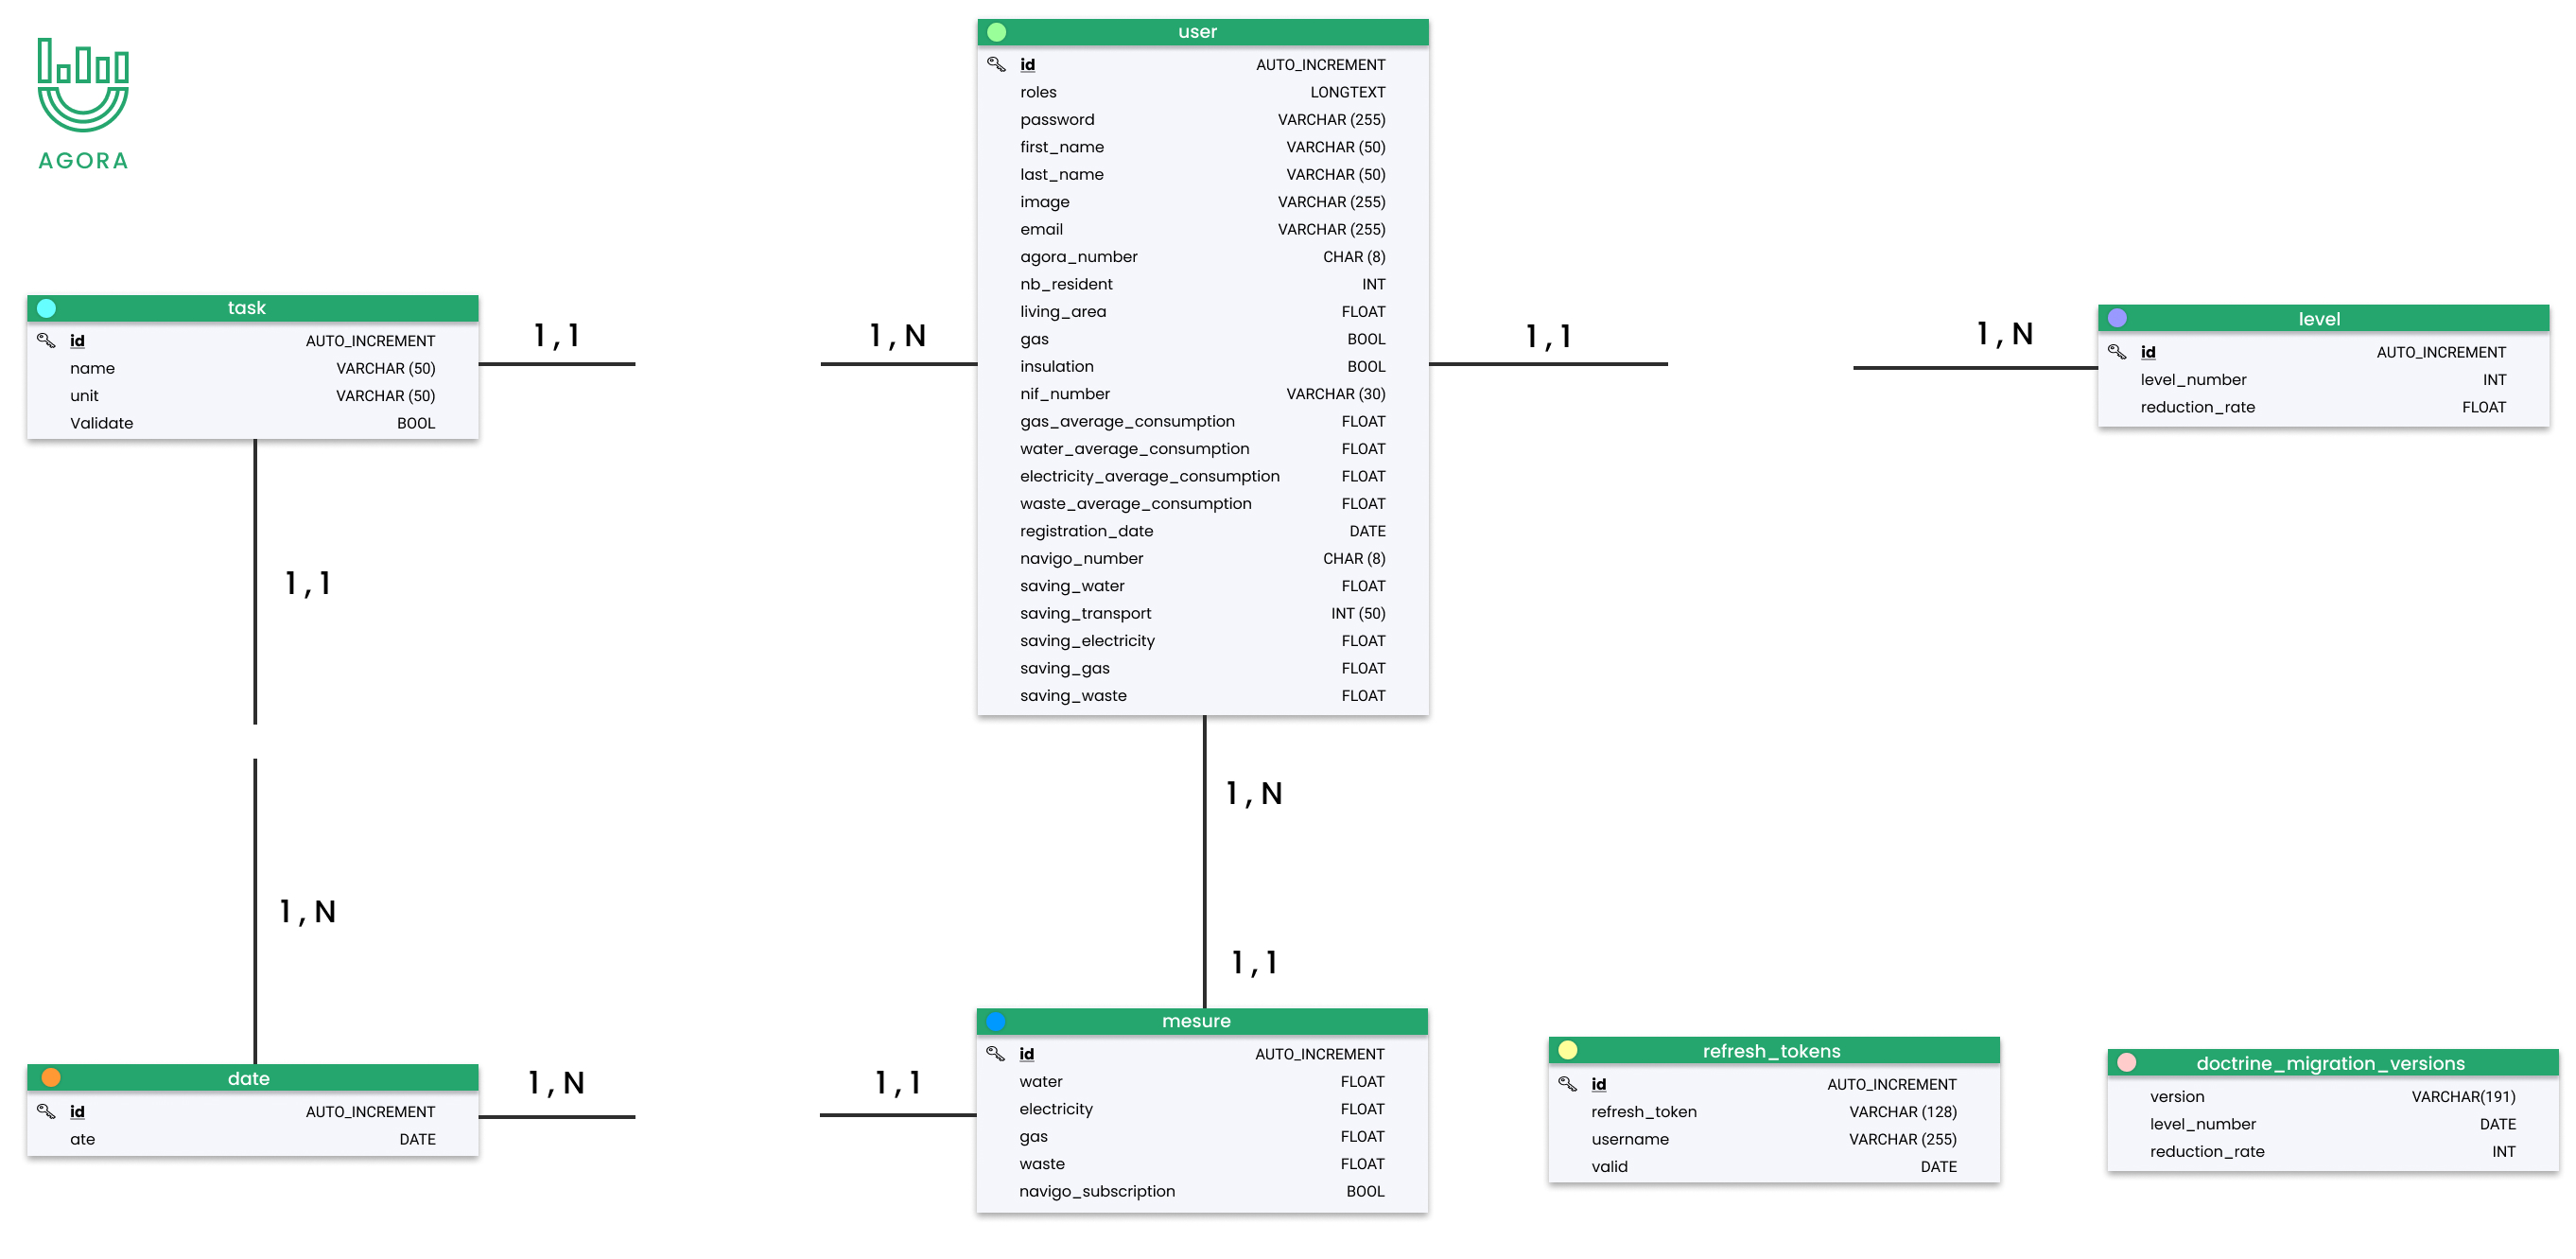 AGORA
user
id AUTO_INCREMENT
roles LONGTEXT
password VARCHAR (255)
first_name VARCHAR (50)
last_name VARCHAR (50)
image VARCHAR (255)
email VARCHAR (255)
agora_number CHAR (8)
nb_resident INT
living_area FLOAT
gas BOOL
insulation BOOL
nif_number VARCHAR (30)
gas_average_consumption FLOAT
water_average_consumption FLOAT
electricity_average_consumption FLOAT
waste_average_consumption FLOAT
registration_date DATE
navigo_number CHAR (8)
saving_water FLOAT
saving_transport INT (50)
saving_electricity FLOAT
saving_gas FLOAT
saving_waste FLOAT
task
id AUTO_INCREMENT
name VARCHAR (50)
unit VARCHAR (50)
Validate BOOL
1,1
1,N
1,1
1,N
level
id AUTO_INCREMENT
level_number INT
reduction_rate FLOAT
1,1
1,N
1,N
1,1
date
id AUTO_INCREMENT
ate DATE
1,N
1,1
mesure
id AUTO_INCREMENT
water FLOAT
electricity FLOAT
gas FLOAT
waste FLOAT
navigo_subscription BOOL
refresh_tokens
id AUTO_INCREMENT
refresh_token VARCHAR (128)
username VARCHAR (255)
valid DATE
doctrine_migration_versions
version VARCHAR(191)
level_number DATE
reduction_rate INT